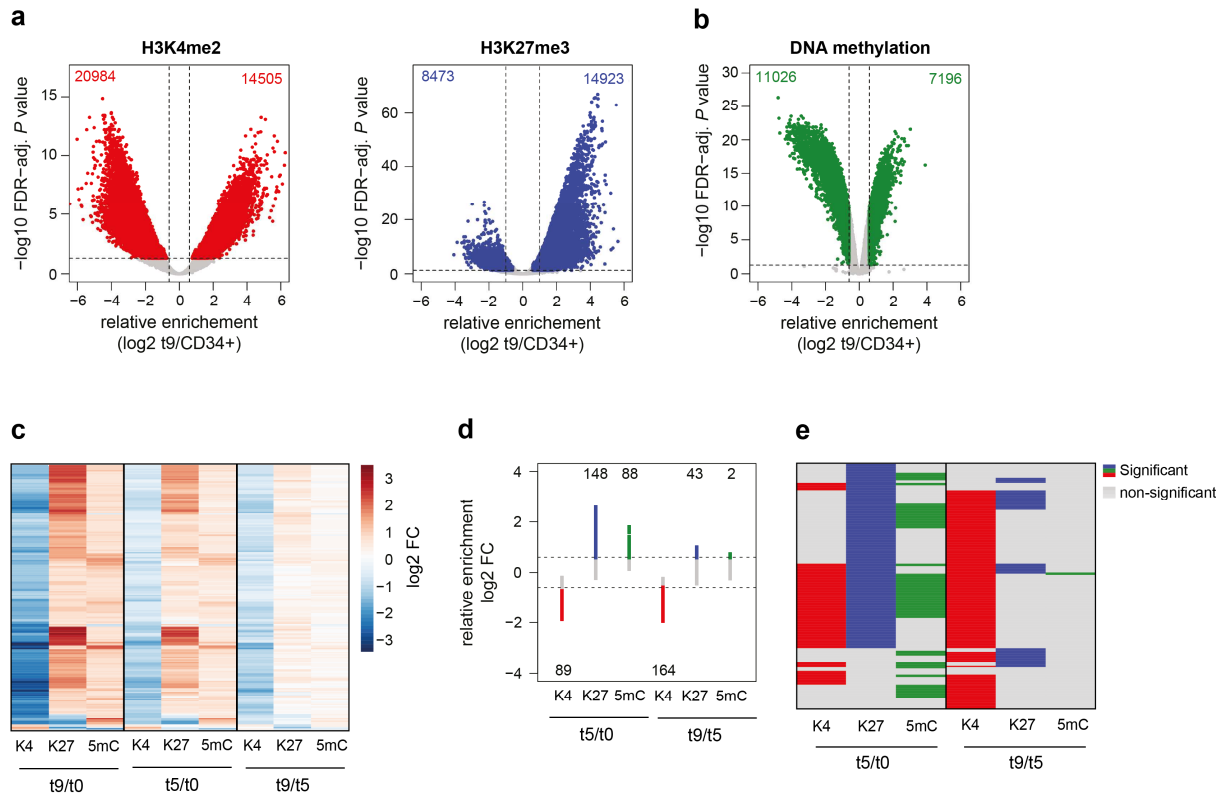 a
H3K4me2
20984
14505
15
10
5
0
−log10 FDR−adj. P value
−6 −4 −2 0 2 4 6
relative enrichement
(log2 t9/CD34+)
H3K27me3
8473
14923
60
40
20
0
−log10 FDR−adj. P value
−6 −4 −2 0 2 4 6
relative enrichement
(log2 t9/CD34+)
b
DNA methylation
11026
7196
30
25
20
15
10
5
0
−log10 FDR−adj. P value
−6 −4 −2 0 2 4 6
relative enrichement
(log2 t9/CD34+)
c
3
2
1
0
−1
−2
−3
log2 FC
K4 K27 5mC K4 K27 5mC K4 K27 5mC
t9/t0 t5/t0 t9/t5
d
4
2
0
−2
−4
relative enrichment
log2 FC
148 88 43 2
89 164
K4 K27 5mC K4 K27 5mC
t5/t0 t9/t5
e
Significant
non−significant
K4 K27 5mC K4 K27 5mC
t5/t0 t9/t5